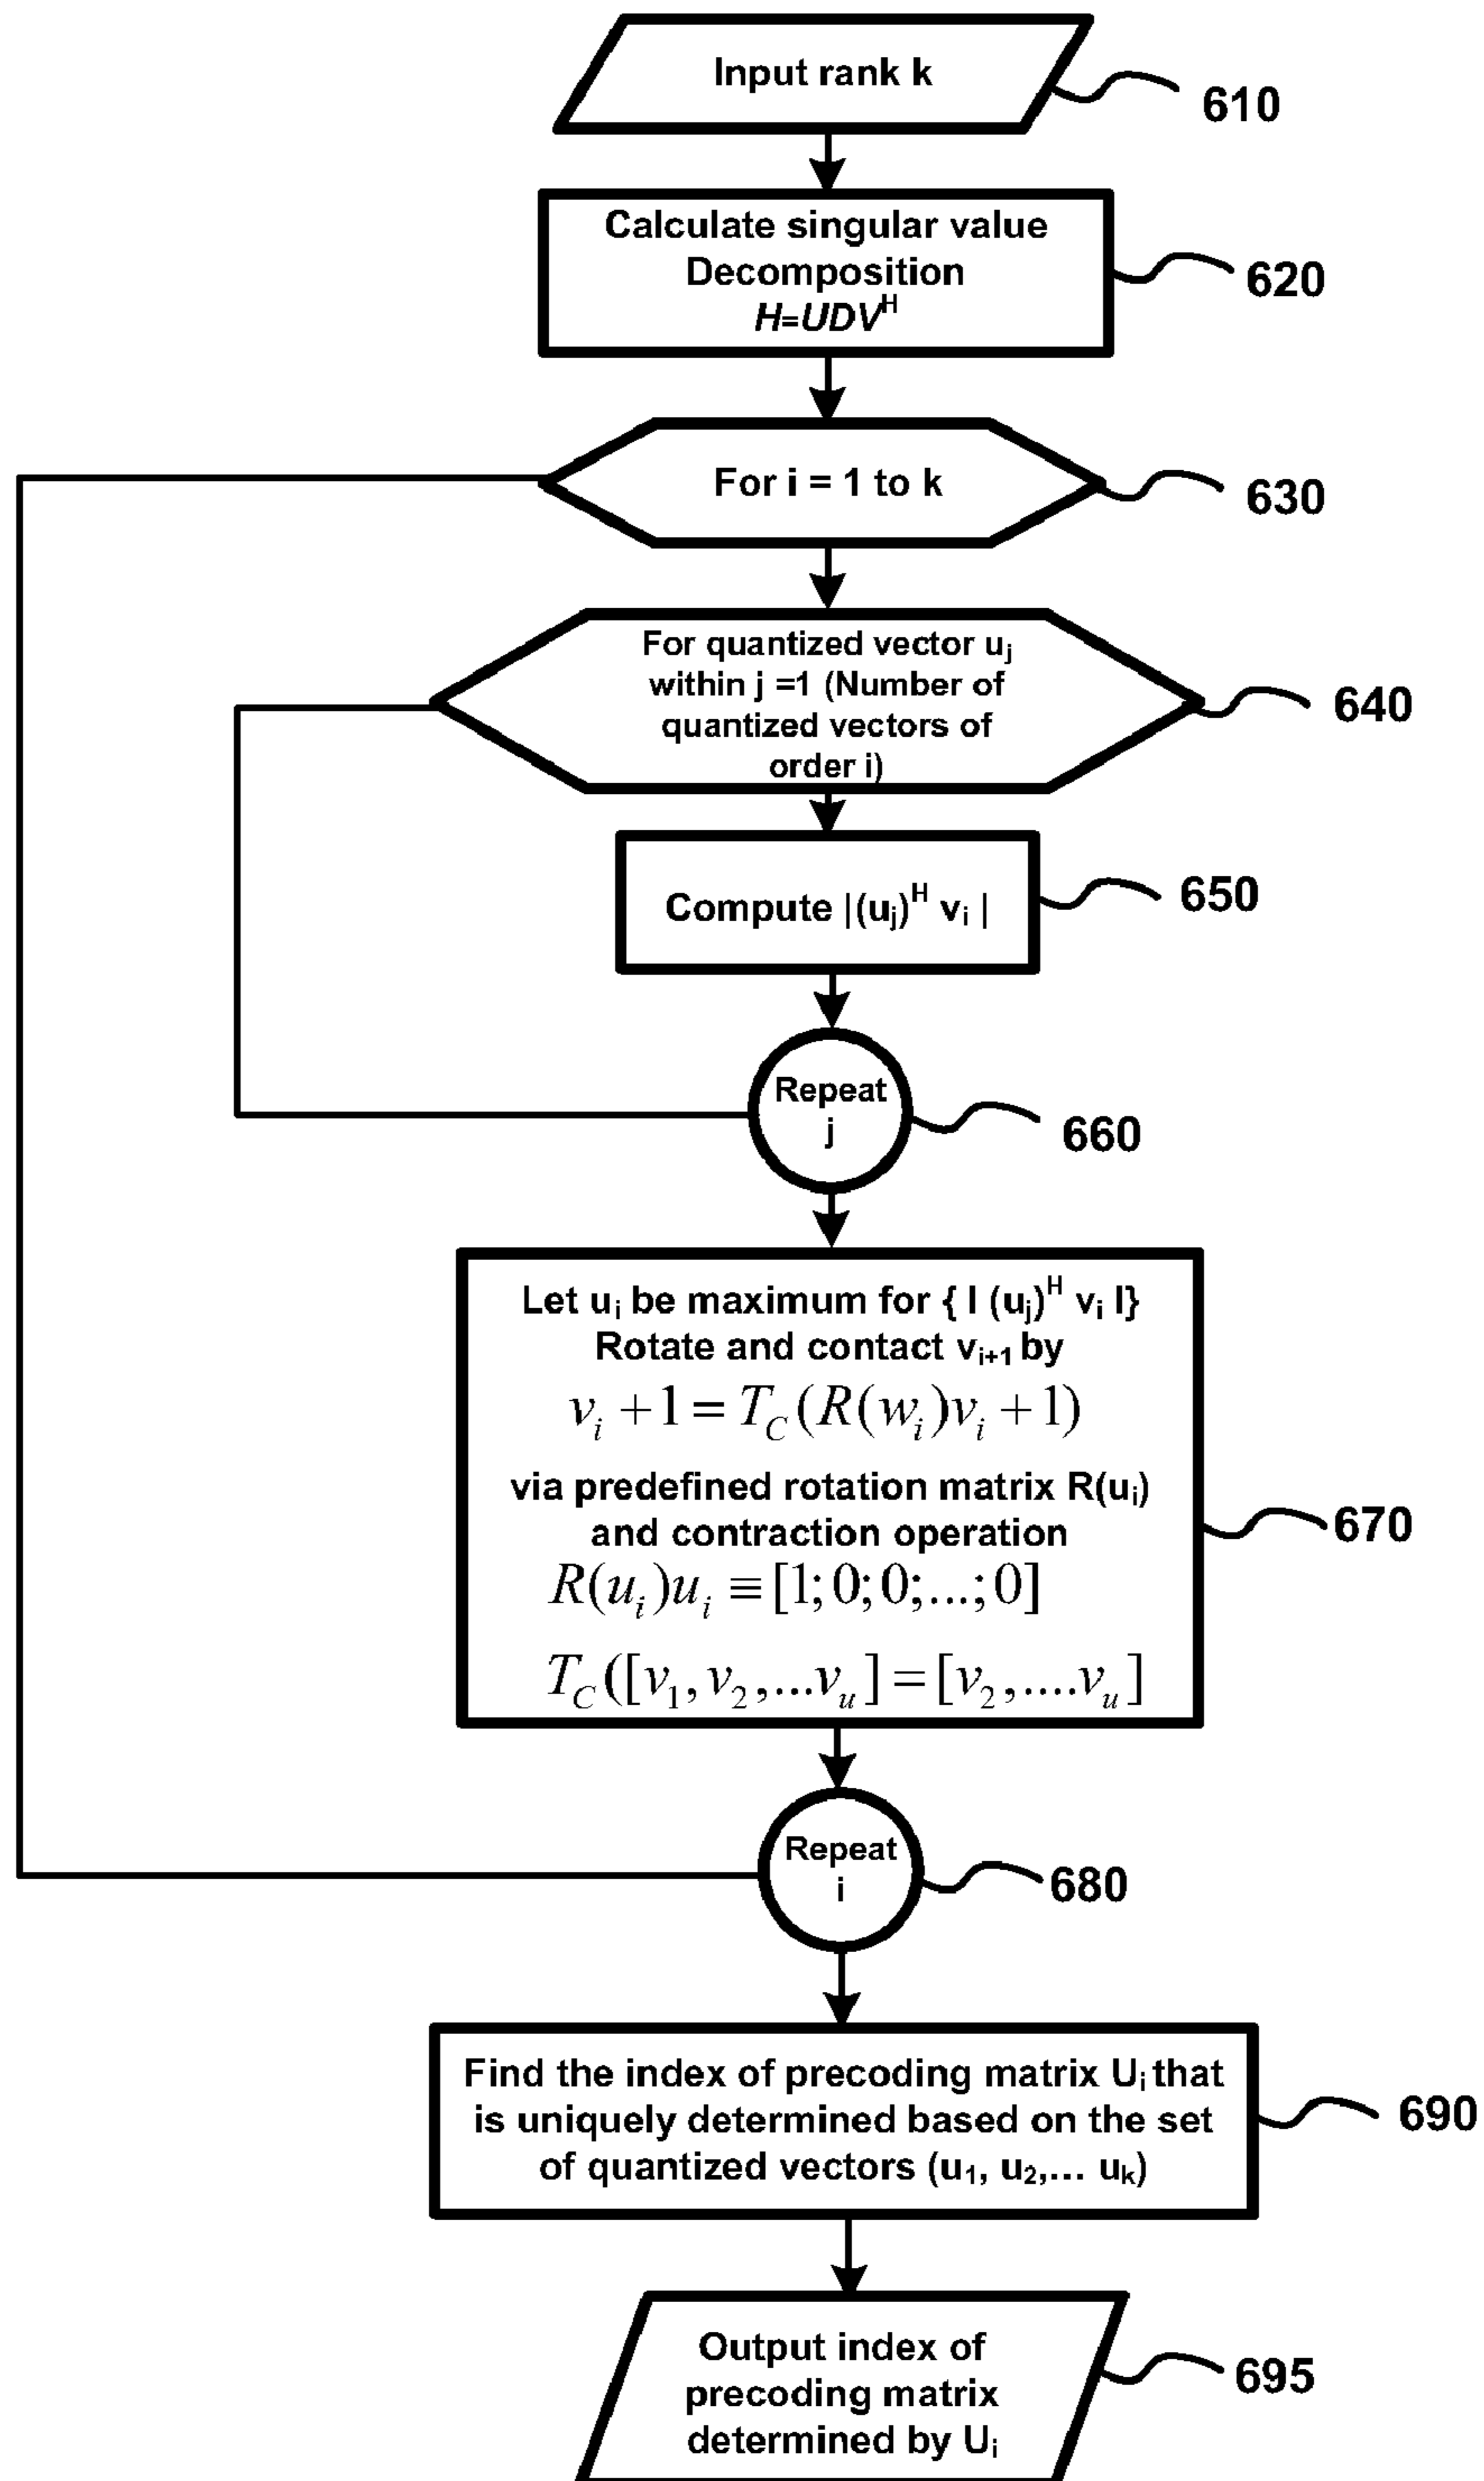 Input rank k
610
Calculate singular value
Decomposition
H=UDV^H
620
For i = 1 to k
630
For quantized vector u_j
within j =1 (Number of
quantized vectors of
order i)
640
Compute |(u_j)^H v_i |
650
Repeat
j
660
Let u_i be maximum for { I (u_j)^H v_i I}
Rotate and contact v_{i+1} by
v_i + 1 = T_C(R(w_i)v_i + 1)
via predefined rotation matrix R(u_i)
and contraction operation
R(u_i)u_i ≡ [1;0;0;...;0]
T_C([v_1, v_2,...v_u] = [v_2,....v_u]
670
Repeat
i
680
Find the index of precoding matrix U_i that
is uniquely determined based on the set
of quantized vectors (u_1, u_2,... u_k)
690
Output index of
precoding matrix
determined by U_i
695